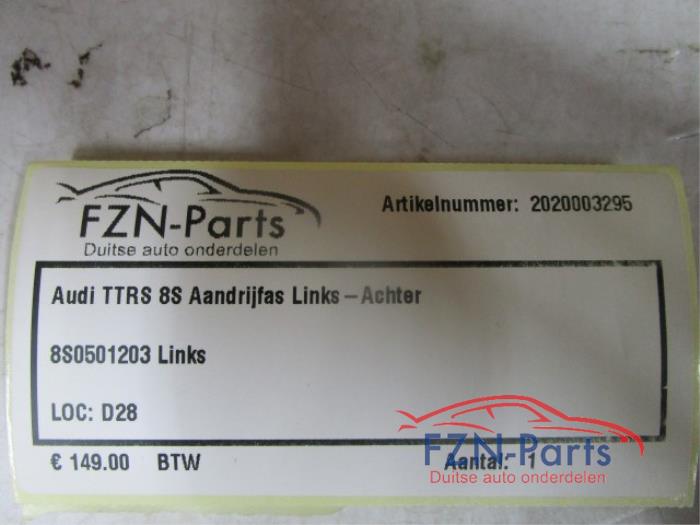 FZN-Parts
Duitse auto onderdelen
Artikelnummer: 2020003295
Audi TTRS 8S Aandrijfas Links – Achter
8S0501203 Links
LOC: D28
€ 149.00 BTW
Aantal: 1
FZN-Parts
Duitse auto onderdelen